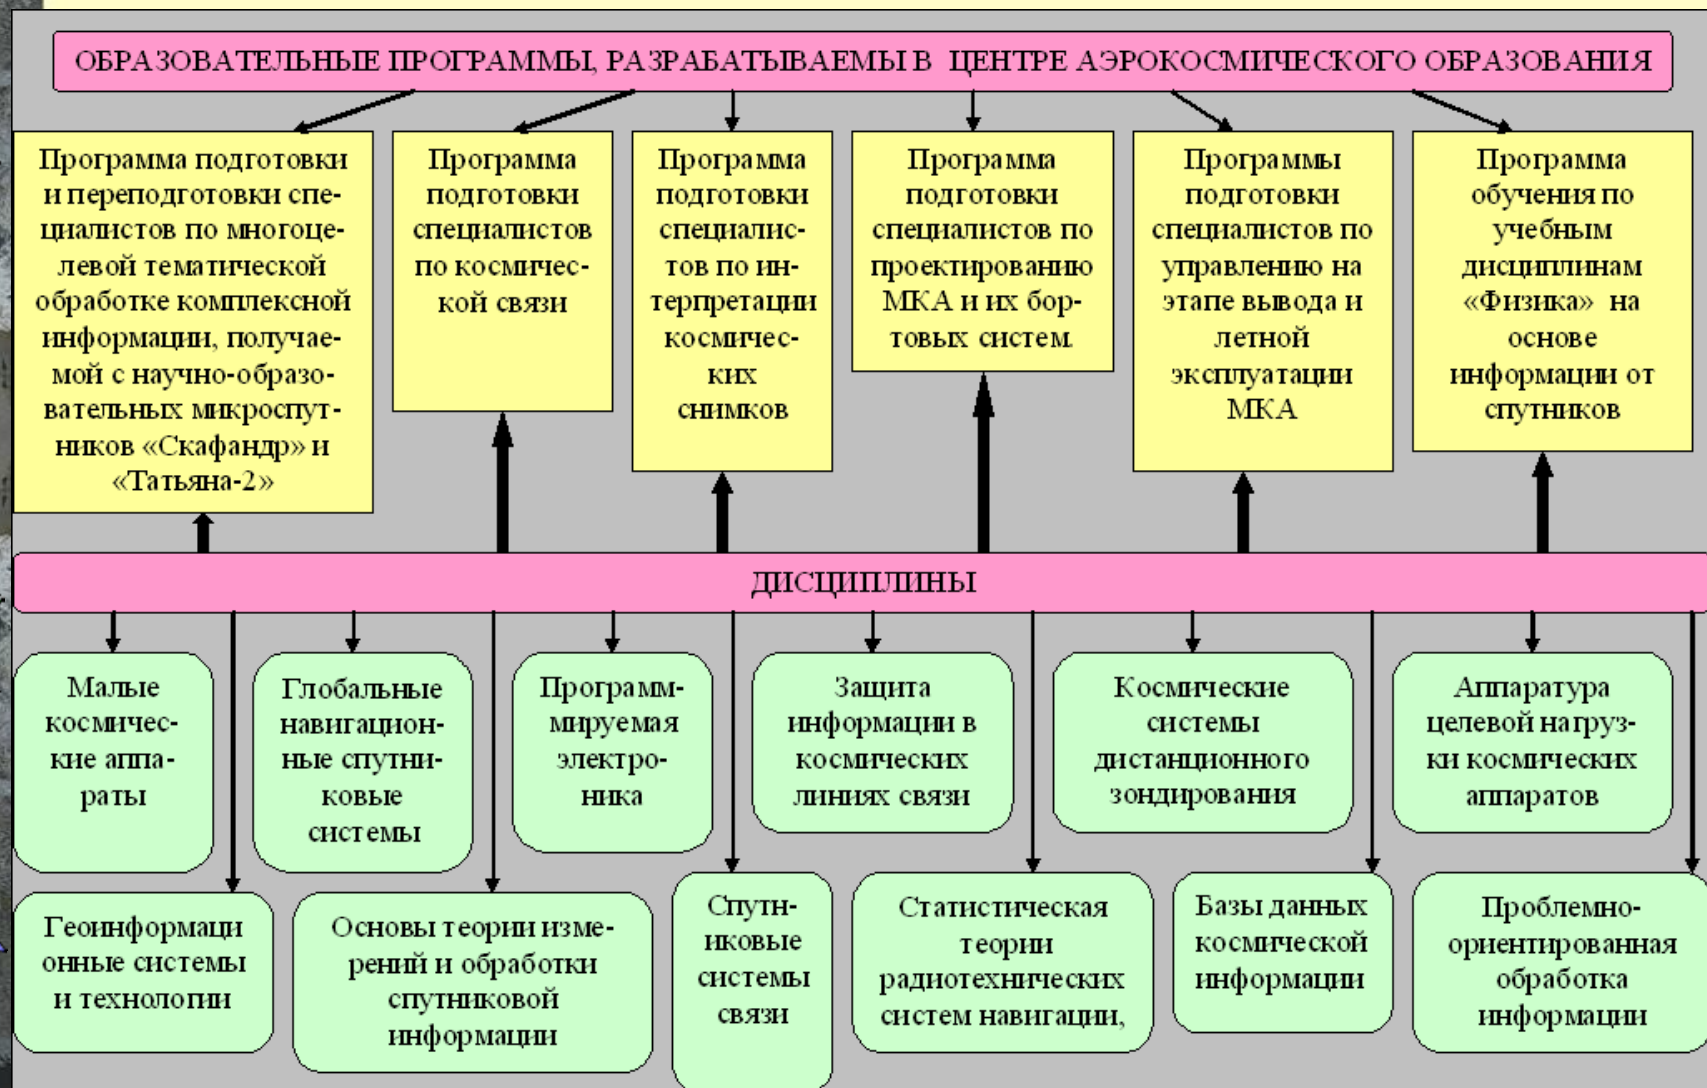 ОБРАЗОВАТЕЛЬНЫЕ ПРОГРАММЫ, РАЗРАБАТЫВАЕМЫ В ЦЕНТРЕ АЭРОКОСМИЧЕСКОГО ОБРАЗОВАНИЯ
Программа подготовки
и переподготовки спе-
циалистов по многоце-
левой тематической
обработке комплексной
информации, получае-
мой с научно-образо-
вательных микроспут-
ников «Скафандр» и
«Татьяна-2»
Программа
подготовки
специалистов
по космичес-
кой связи
Программа
подготовки
специалис-
тов по ин-
терпретации
космичес-
ких
снимков
Программа
подготовки
специалистов по
проектированию
МКА и их бор-
товых систем.
Программы
подготовки
специалистов по
управлению на
этапе вывода и
летной
эксплуатации
МКА
Программа
обучения по
учебным
дисциплинам
«Физика» на
основе
информации от
спутников
ДИСЦИПЛИНЫ
Малые
космичес-
кие аппа-
раты
Глобальные
навигацион-
ные спутни-
ковые
системы
Програм-
мируемая
электро-
ника
Защита
информации в
космических
линиях связи
Космические
системы
дистанционного
зондирования
Аппаратура
целевой нагруз-
ки космических
аппаратов
Геоинформаци
онные системы
и технологии
Основы теории изме-
рений и обработки
спутниковой
информации
Спутн-
иковые
системы
связи
Статистическая
теории
радиотехнических
систем навигации,
Базы данных
космической
информации
Проблемно-
ориентированная
обработка
информации